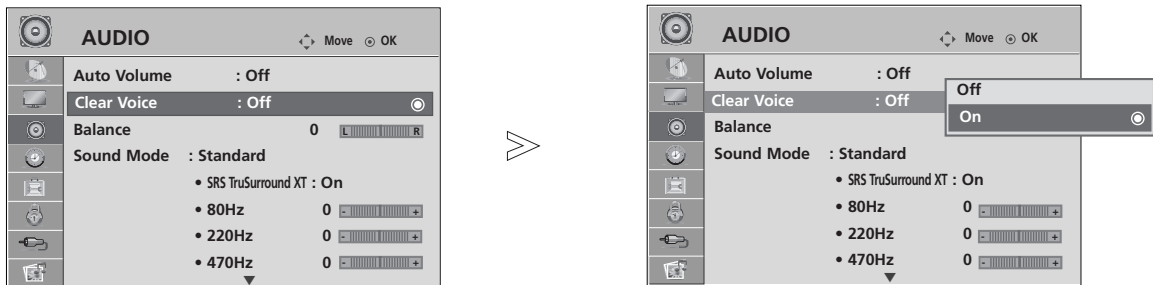 AUDIO
Move OK
Auto Volume : Off
Clear Voice : Off
Balance 0 L R
Sound Mode : Standard
• SRS TruSurround XT : On
• 80Hz 0 - +
• 220Hz 0 - +
• 470Hz 0 - +
AUDIO
Move OK
Auto Volume : Off
Clear Voice : Off
Balance
Sound Mode : Standard
• SRS TruSurround XT : On
• 80Hz 0 - +
• 220Hz 0 - +
• 470Hz 0 - +
Off
On